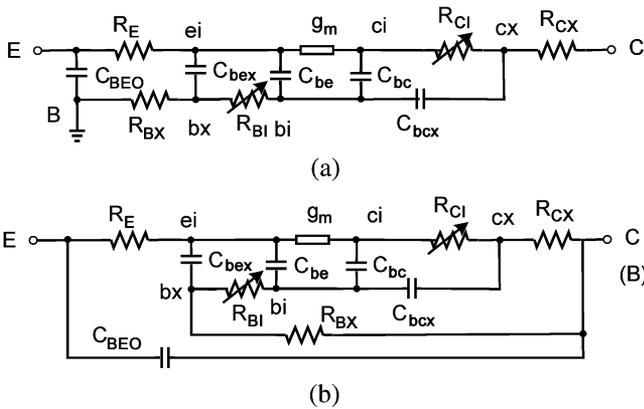 E R_E ei g_m ci R_CI cx R_CX C
C_BEO C_bex C_be C_bc
B R_BX bx R_BI bi C_bcx
(a)
E R_E ei g_m ci R_CI cx R_CX C
C_bex C_be C_bc (B)
bx R_BI bi C_bcx
C_BEO R_BX
(b)